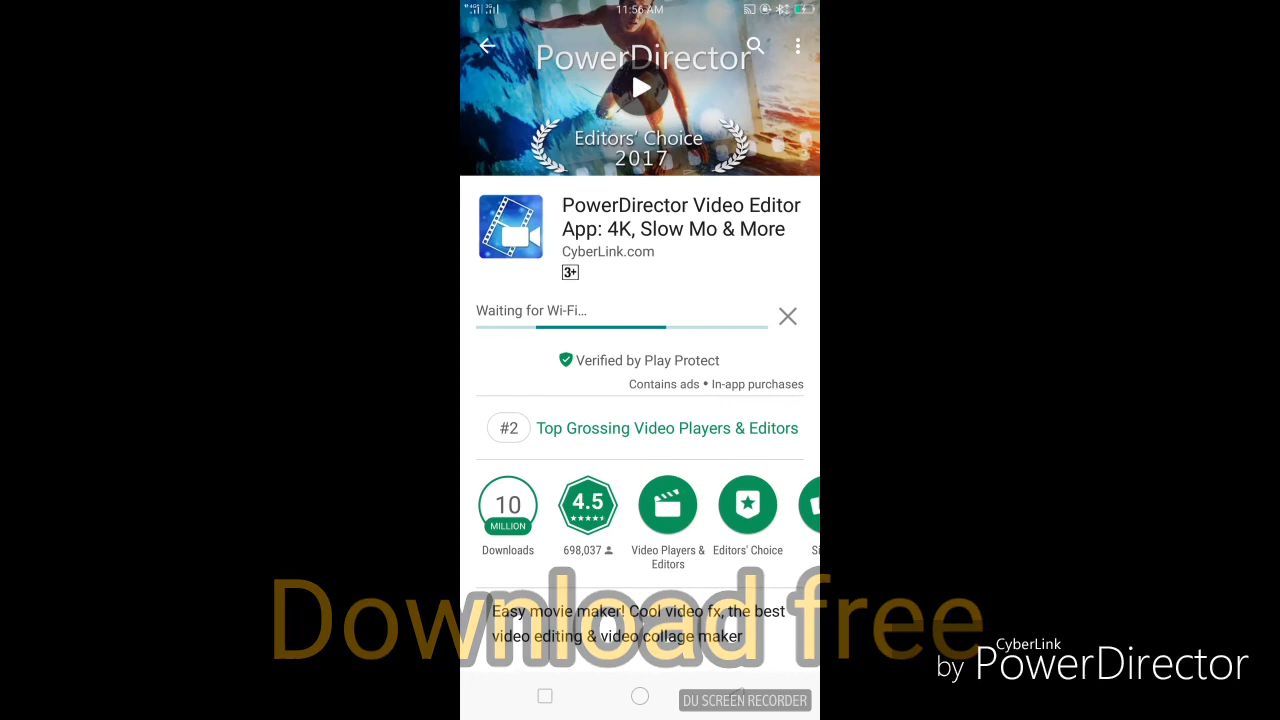 4G 3G 11:56 AM
PowerDirector
Editors' Choice
2017
PowerDirector Video Editor
App: 4K, Slow Mo & More
CyberLink.com
3+
Waiting for Wi-Fi...
Verified by Play Protect
Contains ads • In-app purchases
#2 Top Grossing Video Players & Editors
10
MILLION
Downloads
4.5
698,037
Video Players &
Editors
Editors' Choice
Si
Easy movie maker! Cool video fx, the best
video editing & video collage maker
Download free
CyberLink
by PowerDirector
DU SCREEN RECORDER